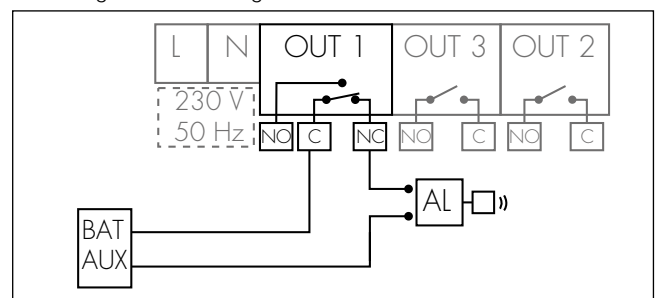 L N OUT 1 OUT 3 OUT 2
230 V
50 Hz
NO C NC NO C NO C
AL
BAT
AUX